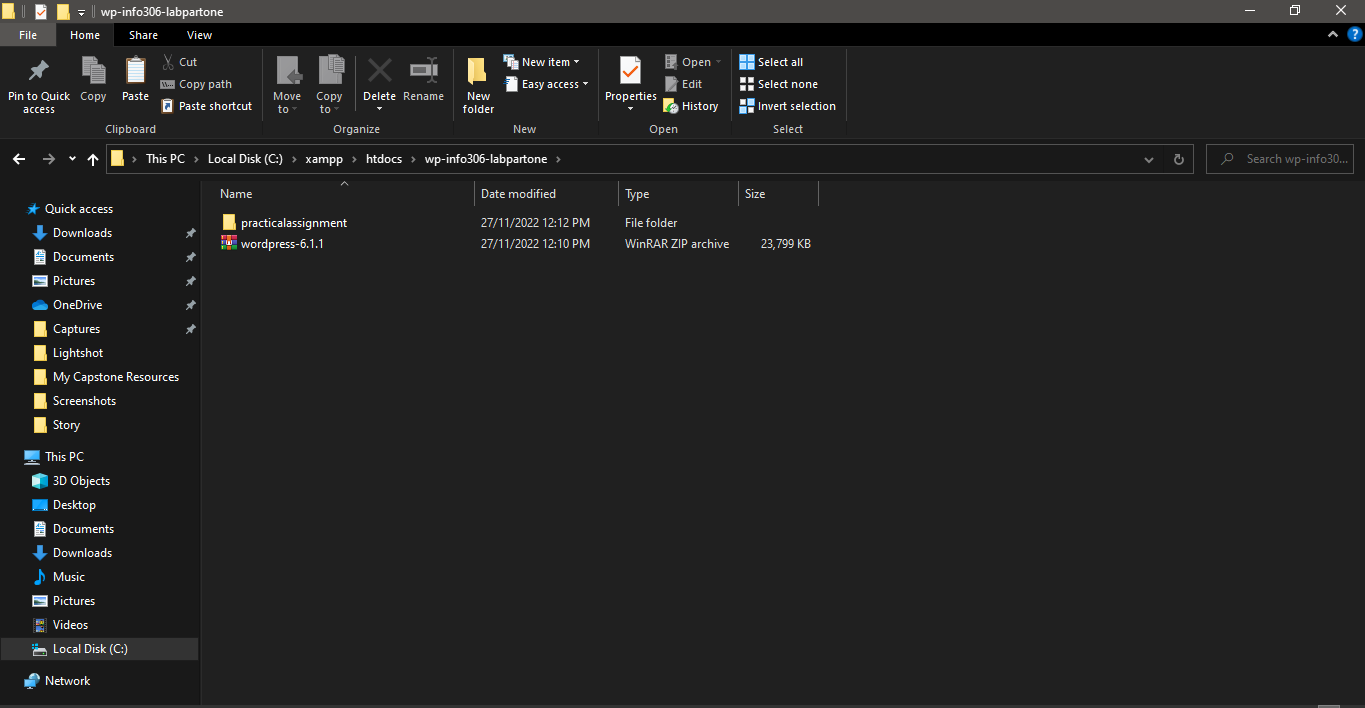 wp-info306-labpartone
File Home Share View
Pin to Quick access
Copy
Paste
Cut
Copy path
Paste shortcut
Clipboard
Move to
Copy to
Delete
Rename
Organize
New folder
New item
Easy access
New
Properties
Open
Edit
History
Open
Select all
Select none
Invert selection
Select
This PC > Local Disk (C:) > xampp > htdocs > wp-info306-labpartone >
Search wp-info30...
Name Date modified Type Size
practicalassignment 27/11/2022 12:12 PM File folder
wordpress-6.1.1 27/11/2022 12:10 PM WinRAR ZIP archive 23,799 KB
Quick access
Downloads
Documents
Pictures
OneDrive
Captures
Lightshot
My Capstone Resources
Screenshots
Story
This PC
3D Objects
Desktop
Documents
Downloads
Music
Pictures
Videos
Local Disk (C:)
Network